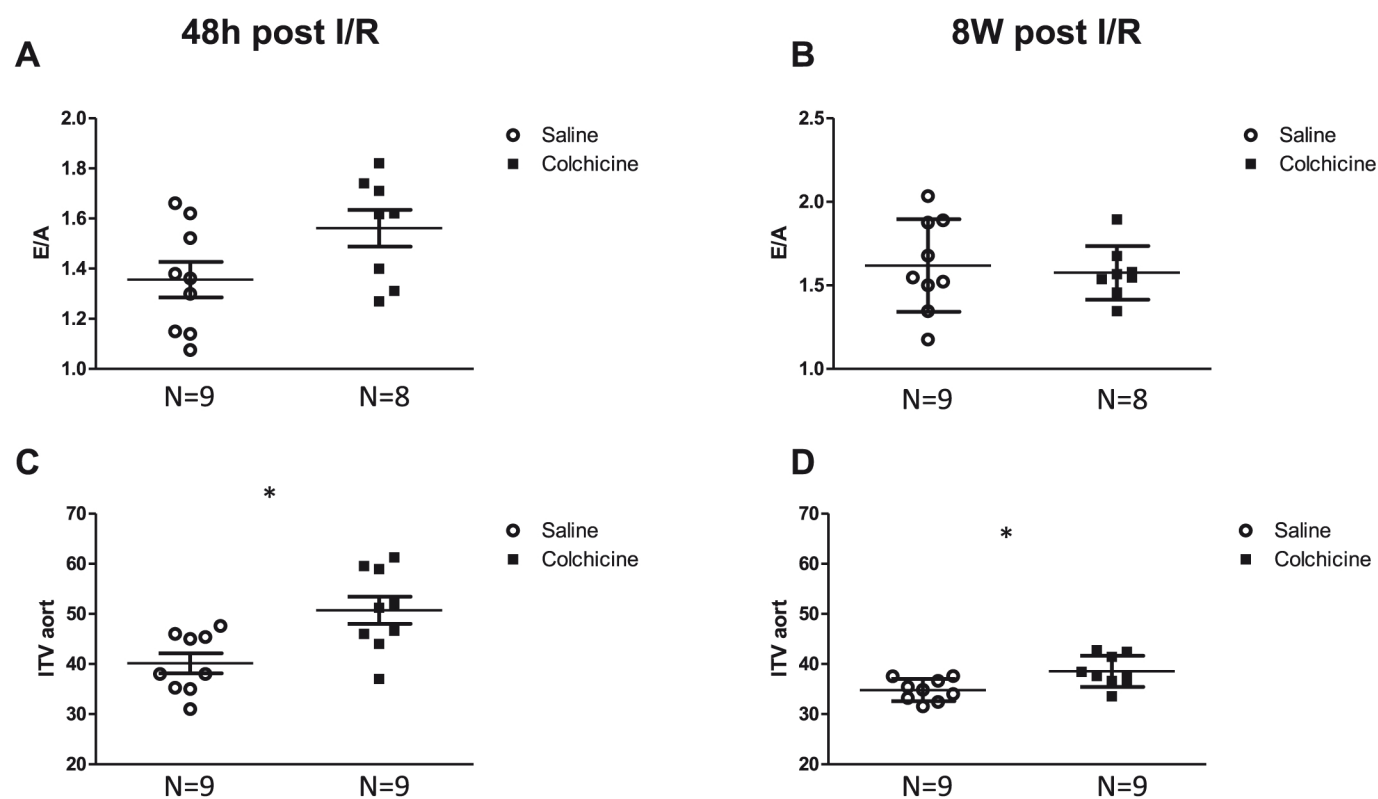 48h post I/R
8W post I/R
A
2.0
1.8
1.6
1.4
1.2
1.0
E/A
Saline
Colchicine
N=9
N=8
B
2.5
2.0
1.5
1.0
E/A
Saline
Colchicine
N=9
N=8
C
*
70
60
50
40
30
20
ITV aort
Saline
Colchicine
N=9
N=9
D
*
70
60
50
40
30
20
ITV aort
Saline
Colchicine
N=9
N=9